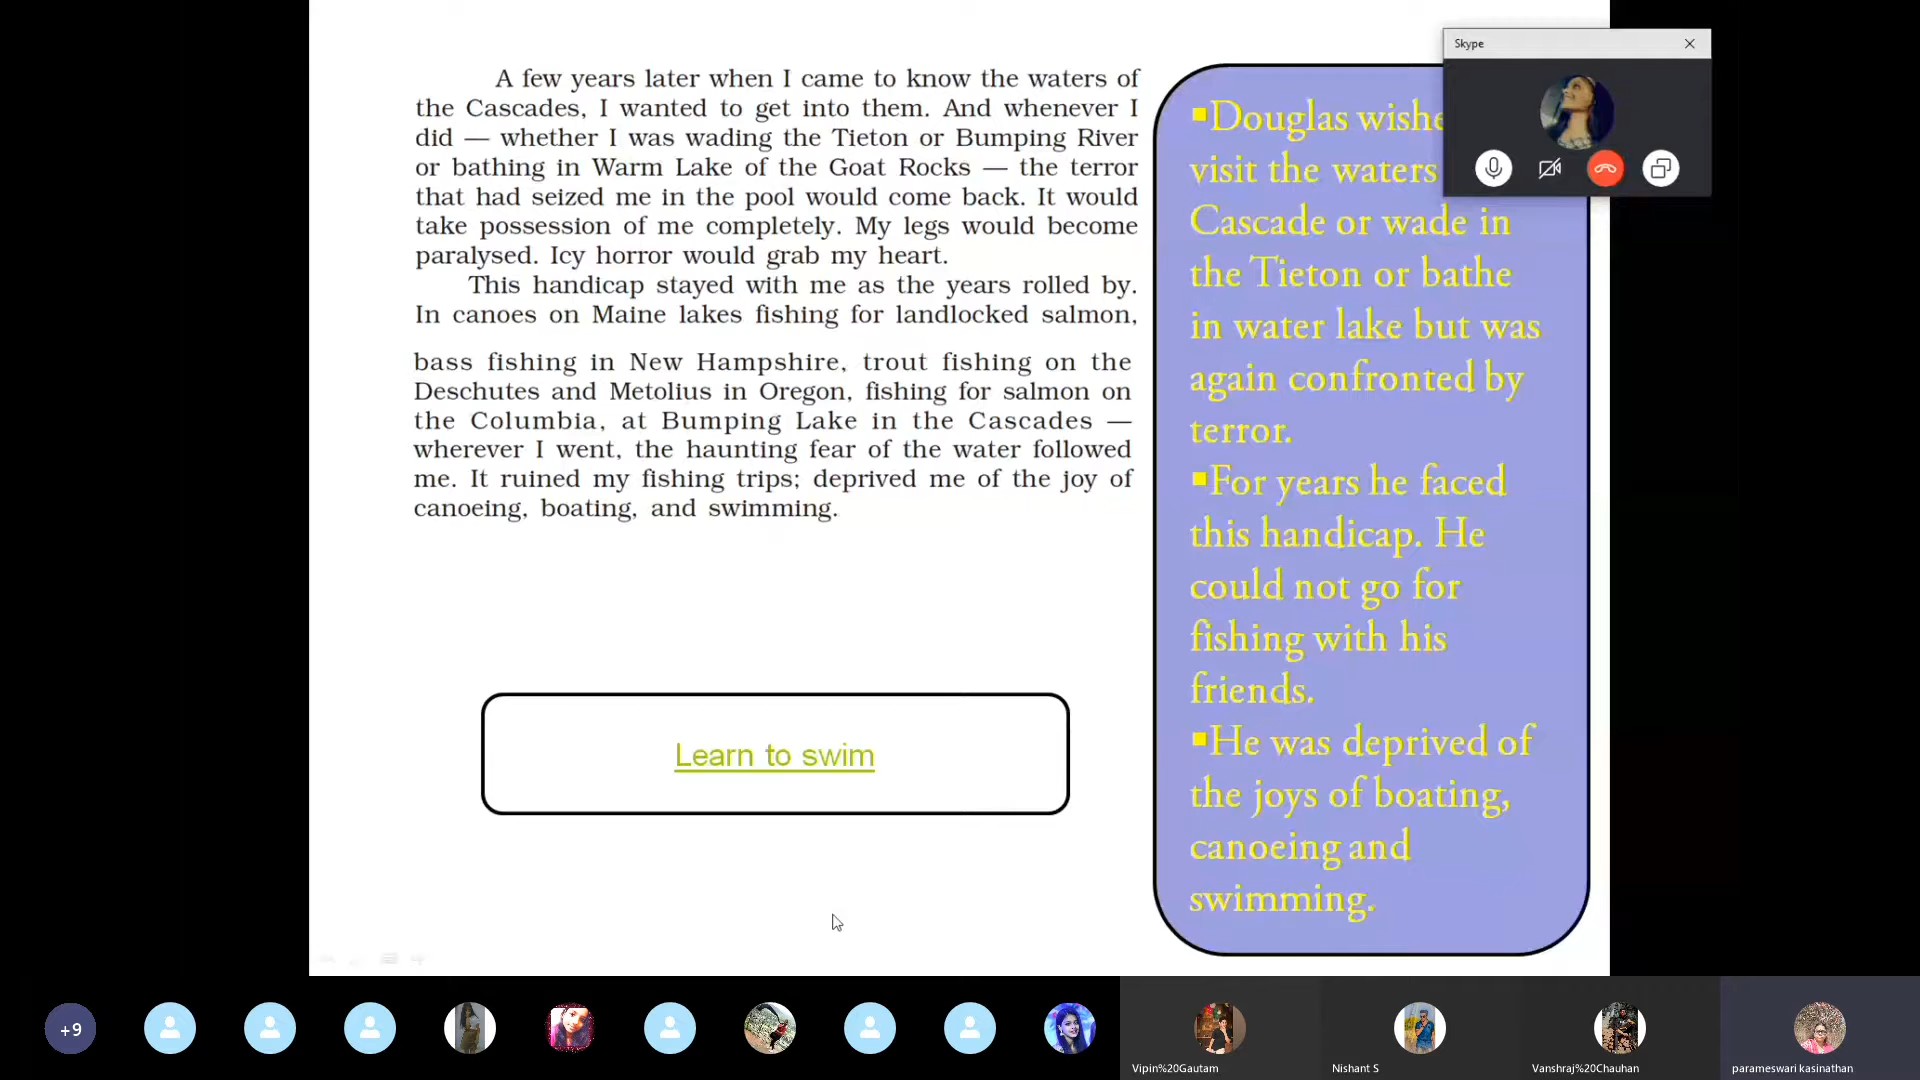 A few years later when I came to know the waters of
the Cascades, I wanted to get into them. And whenever I
did — whether I was wading the Tieton or Bumping River
or bathing in Warm Lake of the Goat Rocks — the terror
that had seized me in the pool would come back. It would
take possession of me completely. My legs would become
paralysed. Icy horror would grab my heart.
This handicap stayed with me as the years rolled by.
In canoes on Maine lakes fishing for landlocked salmon,
bass fishing in New Hampshire, trout fishing on the
Deschutes and Metolius in Oregon, fishing for salmon on
the Columbia, at Bumping Lake in the Cascades —
wherever I went, the haunting fear of the water followed
me. It ruined my fishing trips; deprived me of the joy of
canoeing, boating, and swimming.
Learn to swim
Skype
▪Douglas wishe
visit the waters
Cascade or wade in
the Tieton or bathe
in water lake but was
again confronted by
terror.
▪For years he faced
this handicap. He
could not go for
fishing with his
friends.
▪He was deprived of
the joys of boating,
canoeing and
swimming.
+9
Vipin%20Gautam
Nishant S
Vanshraj%20Chauhan
parameswari kasinathan